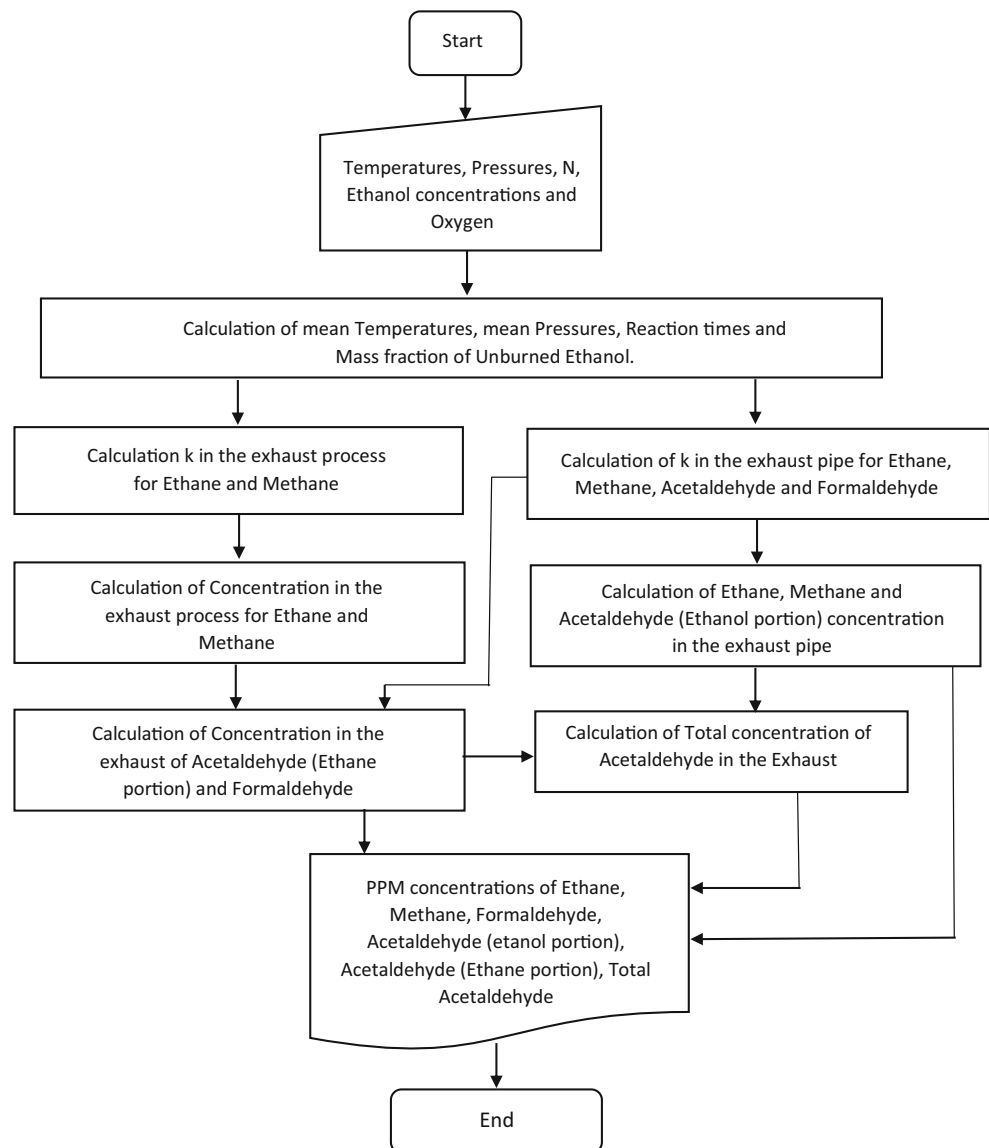 Start
Temperatures, Pressures, N,
Ethanol concentrations and
Oxygen
Calculation of mean Temperatures, mean Pressures, Reaction times and
Mass fraction of Unburned Ethanol.
Calculation k in the exhaust process
for Ethane and Methane
Calculation of k in the exhaust pipe for Ethane,
Methane, Acetaldehyde and Formaldehyde
Calculation of Concentration in the
exhaust process for Ethane and
Methane
Calculation of Ethane, Methane and
Acetaldehyde (Ethanol portion) concentration
in the exhaust pipe
Calculation of Concentration in the
exhaust of Acetaldehyde (Ethane
portion) and Formaldehyde
Calculation of Total concentration of
Acetaldehyde in the Exhaust
PPM concentrations of Ethane,
Methane, Formaldehyde,
Acetaldehyde (etanol portion),
Acetaldehyde (Ethane portion), Total
Acetaldehyde
End